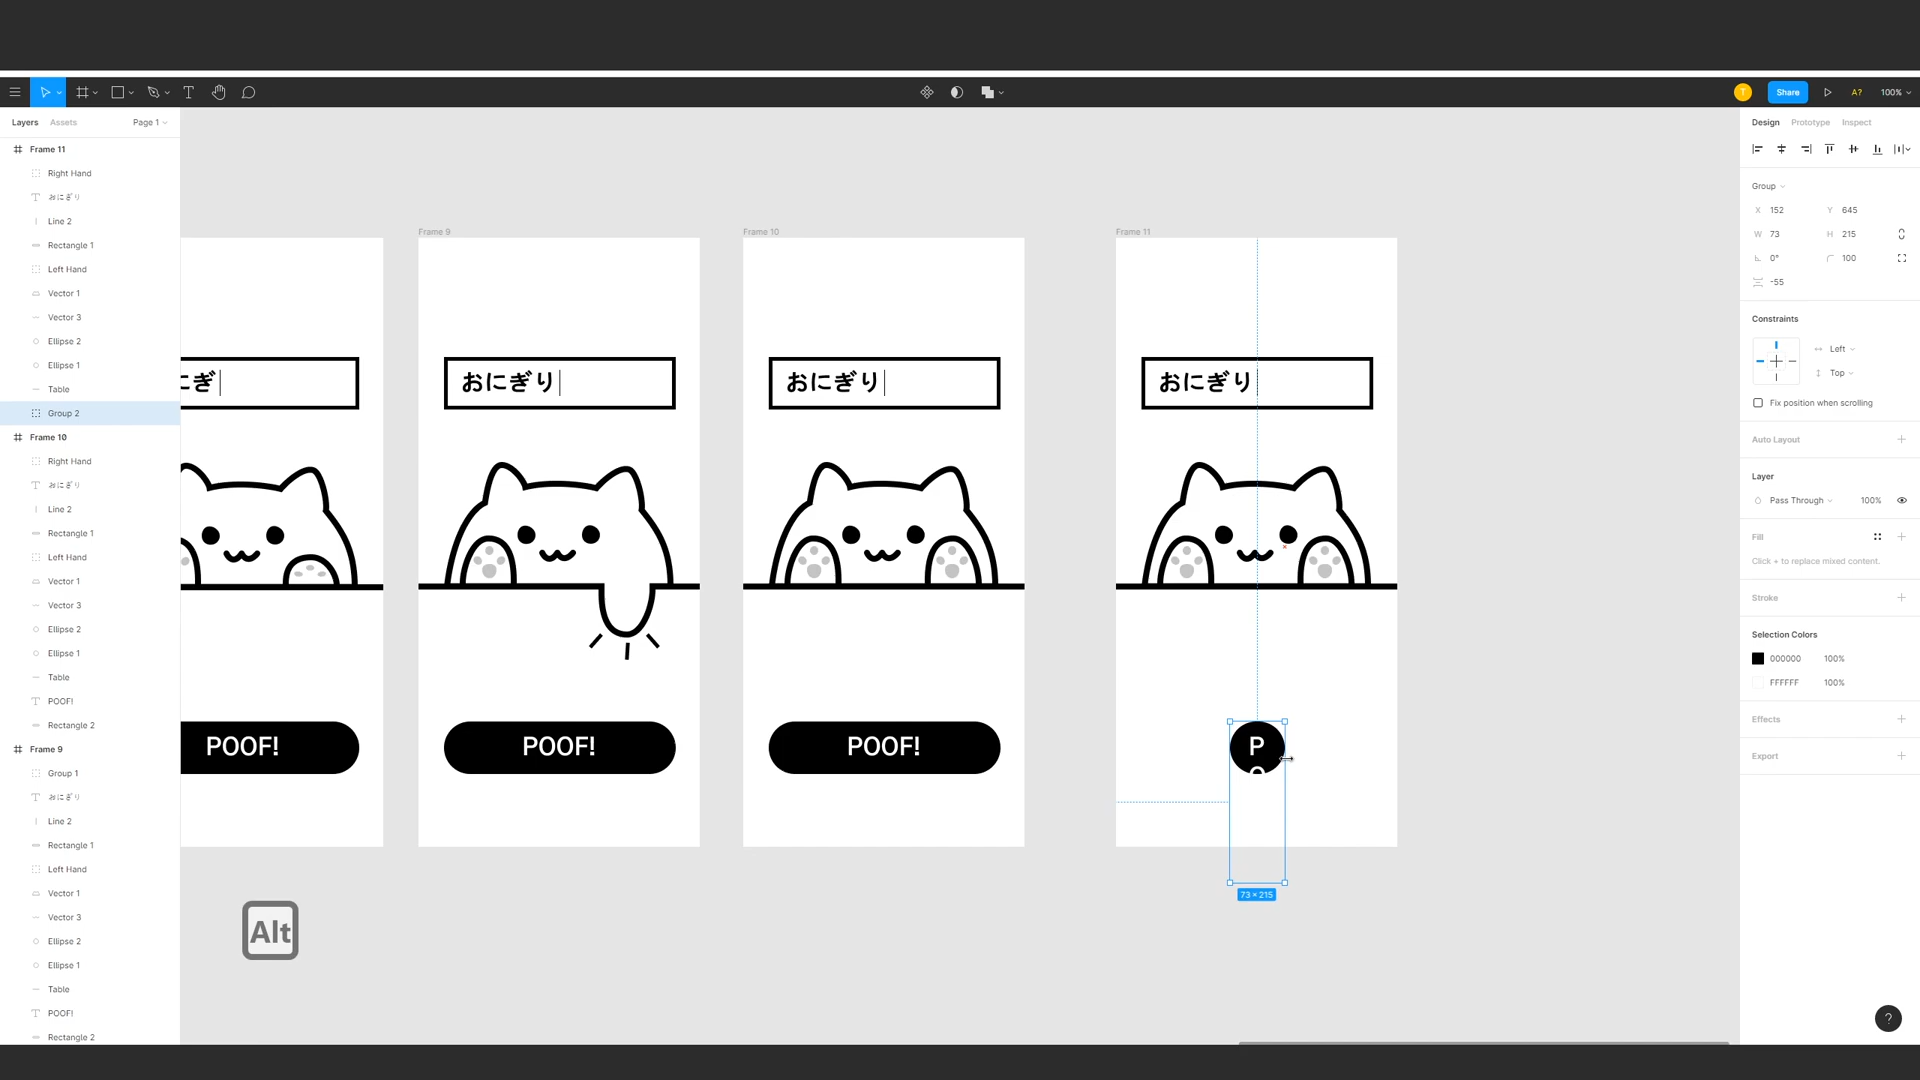 Share
A?
100%
Layers
Assets
Page 1
Frame 11
Right Hand
おにぎり
Line 2
Rectangle 1
Left Hand
Vector 1
Vector 3
Ellipse 2
Ellipse 1
Table
Group 2
Frame 10
Right Hand
おにぎり
Line 2
Rectangle 1
Left Hand
Vector 1
Vector 3
Ellipse 2
Ellipse 1
Table
POOF!
Rectangle 2
Frame 9
Group 1
おにぎり
Line 2
Rectangle 1
Left Hand
Vector 1
Vector 3
Ellipse 2
Ellipse 1
Table
POOF!
Rectangle 2
にぎ
POOF!
Alt
Frame 9
おにぎり
POOF!
Frame 10
おにぎり
POOF!
Frame 11
おにぎり
P
73 × 215
Design
Prototype
Inspect
Group
X 152
Y 645
W 73
H 215
0°
100
-55
Constraints
Left
Top
Fix position when scrolling
Auto Layout
Layer
Pass Through
100%
Fill
Click + to replace mixed content.
Stroke
Selection Colors
000000 100%
FFFFFF 100%
Effects
Export
?